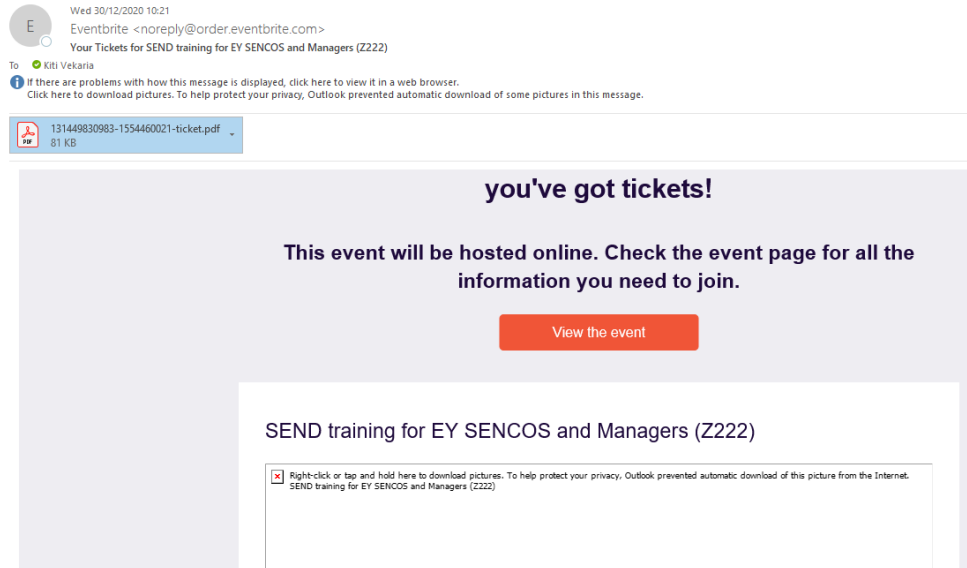 E
Wed 30/12/2020 10:21
Eventbrite <noreply@order.eventbrite.com>
Your Tickets for SEND training for EY SENCOS and Managers (Z222)
To Kiti Vekaria
If there are problems with how this message is displayed, click here to view it in a web browser.
Click here to download pictures. To help protect your privacy, Outlook prevented automatic download of some pictures in this message.
PDF
131449830983-1554460021-ticket.pdf
81 KB
you've got tickets!
This event will be hosted online. Check the event page for all the
information you need to join.
View the event
SEND training for EY SENCOS and Managers (Z222)
Right-click or tap and hold here to download pictures. To help protect your privacy, Outlook prevented automatic download of this picture from the Internet.
SEND training for EY SENCOS and Managers (Z222)